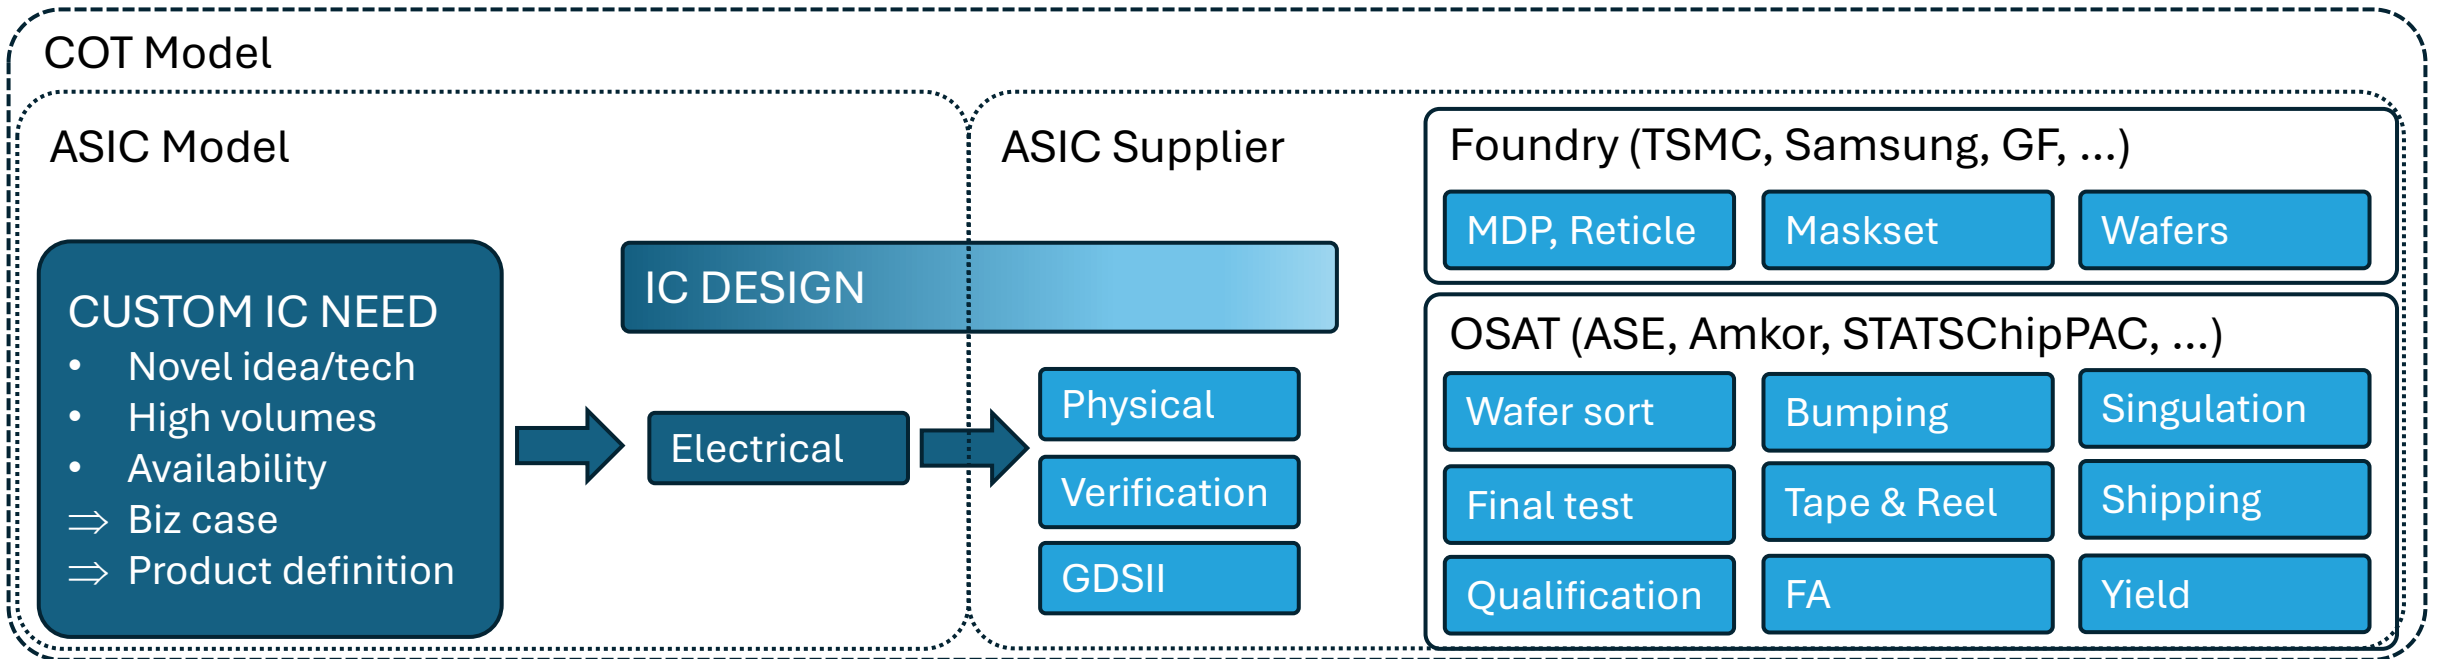 COT Model
ASIC Model
CUSTOM IC NEED
• Novel idea/tech
• High volumes
• Availability
⇒ Biz case
⇒ Product definition
IC DESIGN
Electrical
ASIC Supplier
Physical
Verification
GDSII
Foundry (TSMC, Samsung, GF, ...)
MDP, Reticle
Maskset
Wafers
OSAT (ASE, Amkor, STATSChipPAC, ...)
Wafer sort
Bumping
Singulation
Final test
Tape & Reel
Shipping
Qualification
FA
Yield